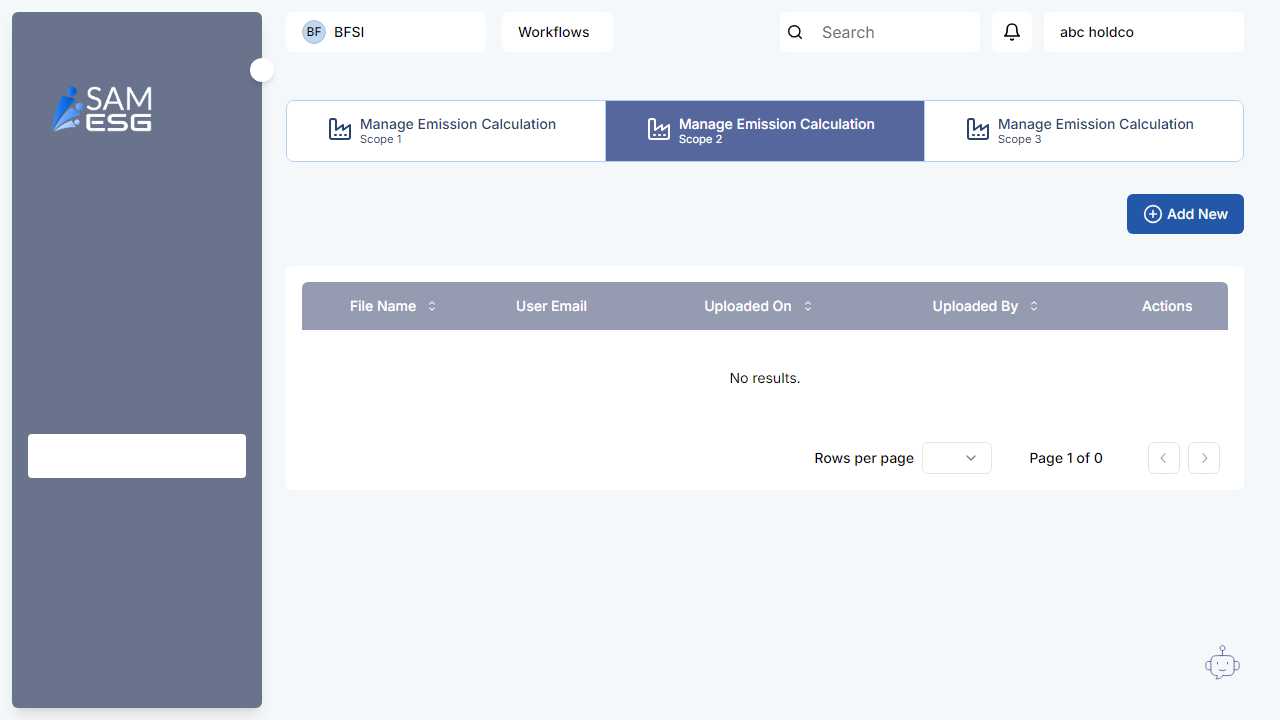 BF BFSI
Workflows
Search
abc holdco
SAM
ESG
Manage Emission Calculation
Scope 1
Manage Emission Calculation
Scope 2
Manage Emission Calculation
Scope 3
Add New
File Name User Email Uploaded On Uploaded By Actions
No results.
Rows per page Page 1 of 0